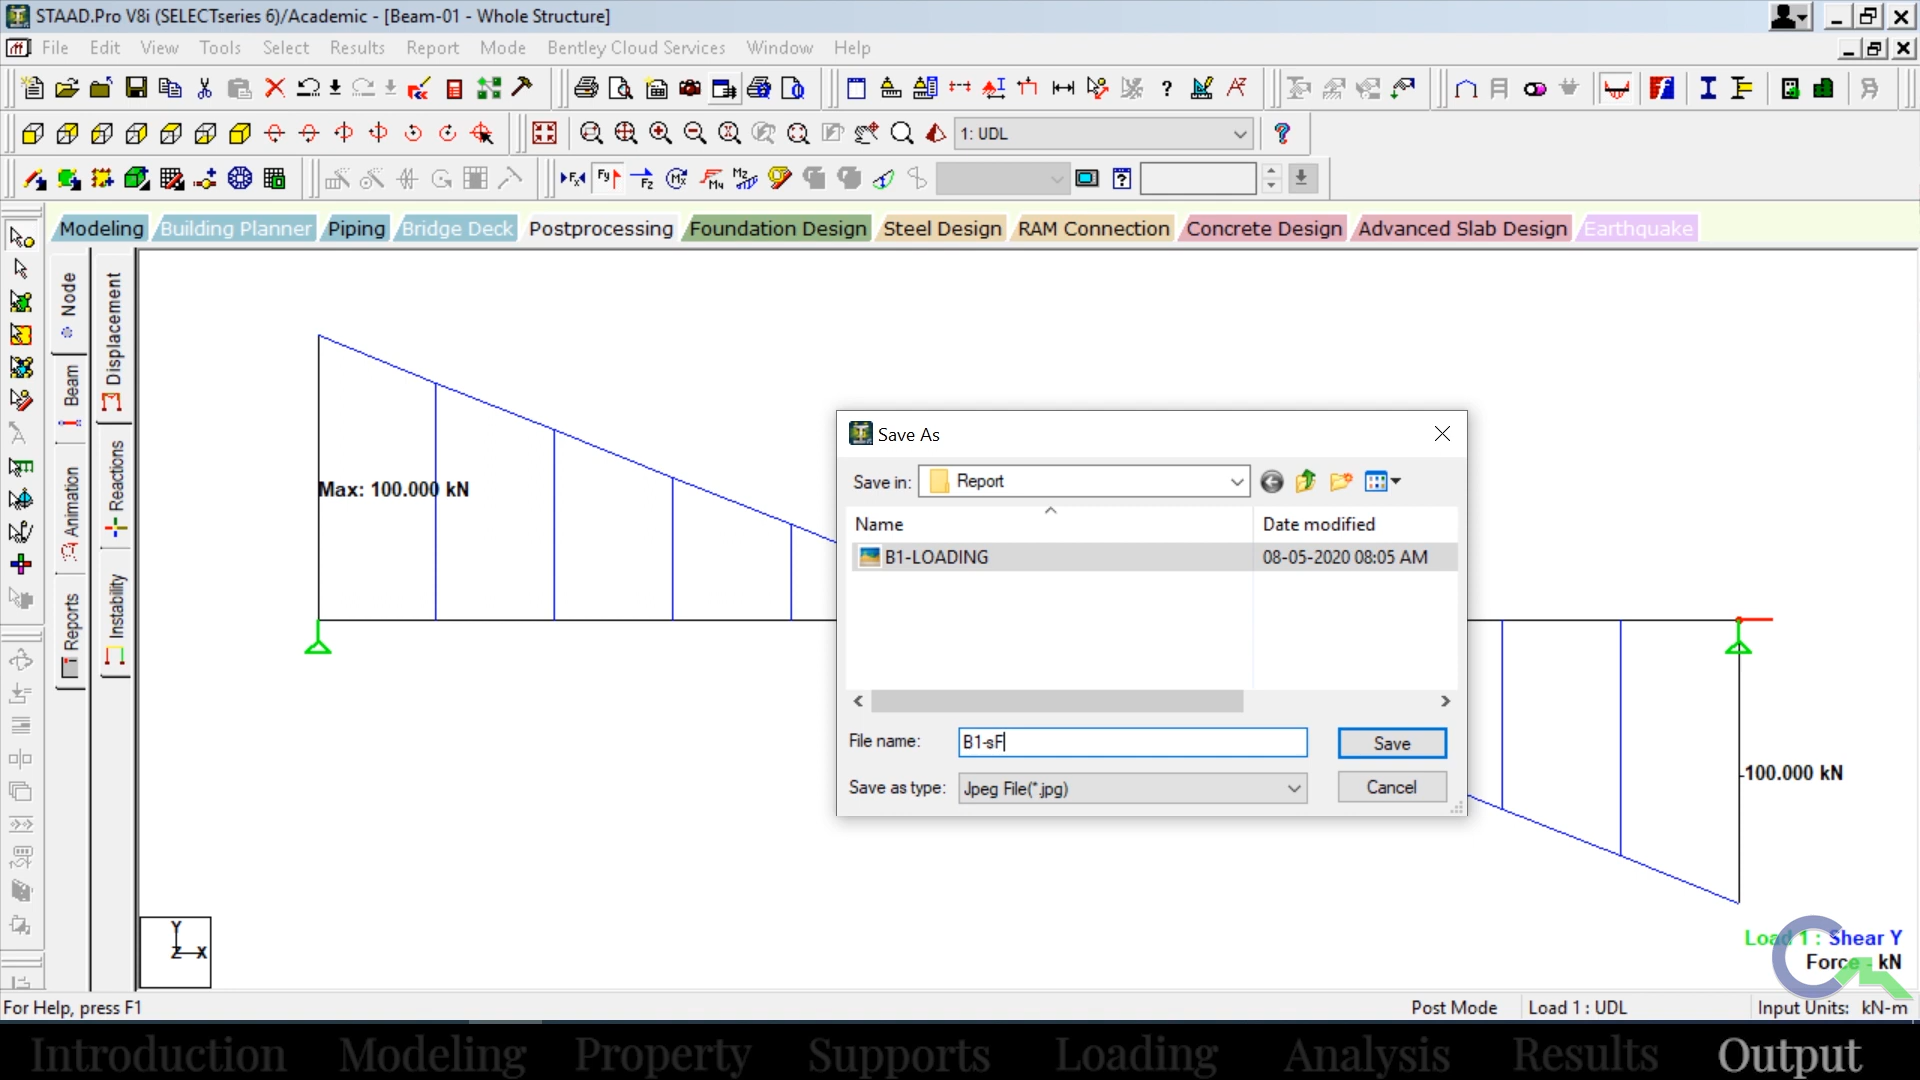 STAAD.Pro V8i (SELECTseries 6)/Academic - [Beam-01 - Whole Structure]
File Edit View Tools Select Results Report Mode Bentley Cloud Services Window Help
1: UDL
Modeling Building Planner Piping Bridge Deck Postprocessing Foundation Design Steel Design RAM Connection Concrete Design Advanced Slab Design Earthquake
Node
Beam
Animation
Reports
Displacement
Reactions
Instability
Max: 100.000 kN
Save As
Save in: Report
Name Date modified
B1-LOADING 08-05-2020 08:05 AM
File name: B1-sF Save
Save as type: Jpeg File(*.jpg) Cancel
-100.000 kN
Y
Z X
Load 1 : Shear Y
Force - kN
For Help, press F1 Post Mode Load 1 : UDL Input Units: kN-m
Introduction Modeling Property Supports Loading Analysis Results Output